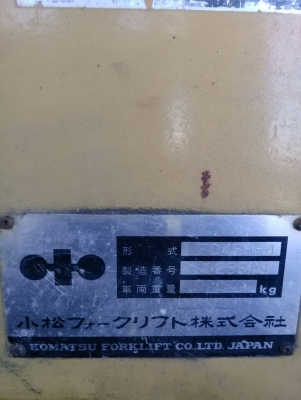 形式
製造番号
車両重量 kg
小松フォークリフト株式会社
KOMATSU FORKLIFT CO.,LTD. JAPAN